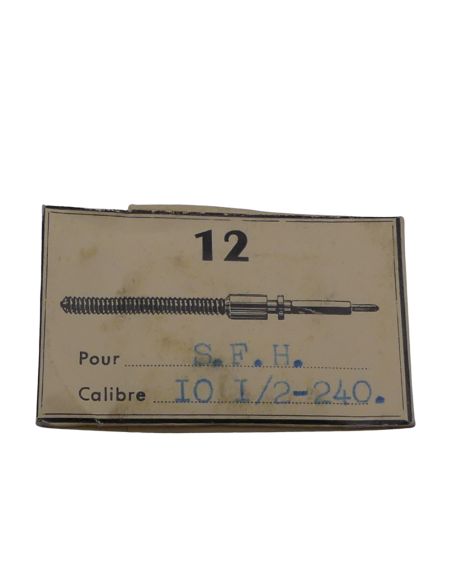 12
Pour S.F.H.
Calibre IO I/2-240.